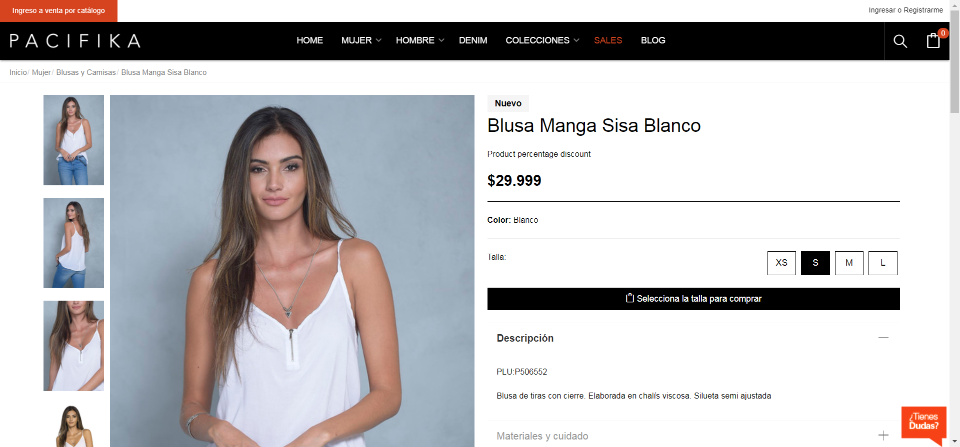 Ingreso a venta por catálogo
Ingresar o Registrarme
PACIFIKA
HOME MUJER HOMBRE DENIM COLECCIONES SALES BLOG
0
Inicio/ Mujer/ Blusas y Camisas/ Blusa Manga Sisa Blanco
Nuevo
Blusa Manga Sisa Blanco
Product percentage discount
$29.999
Color: Blanco
Talla:
XS S M L
Selecciona la talla para comprar
Descripción
PLU:P506552
Blusa de tiras con cierre. Elaborada en chalís viscosa. Silueta semi ajustada
Materiales y cuidado
¿Tienes
Dudas?